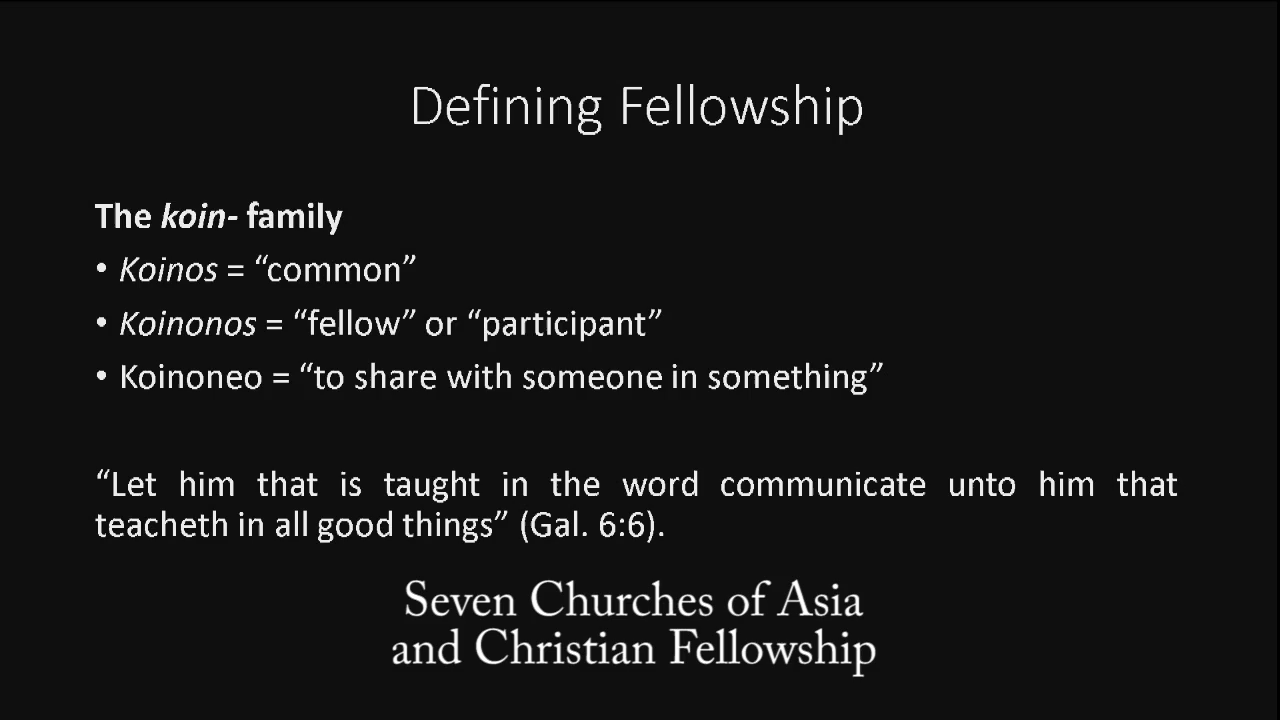 Defining Fellowship
The koin- family
• Koinos = “common”
• Koinonos = “fellow” or “participant”
• Koinoneo = “to share with someone in something”
“Let him that is taught in the word communicate unto him that
teacheth in all good things” (Gal. 6:6).
Seven Churches of Asia
and Christian Fellowship